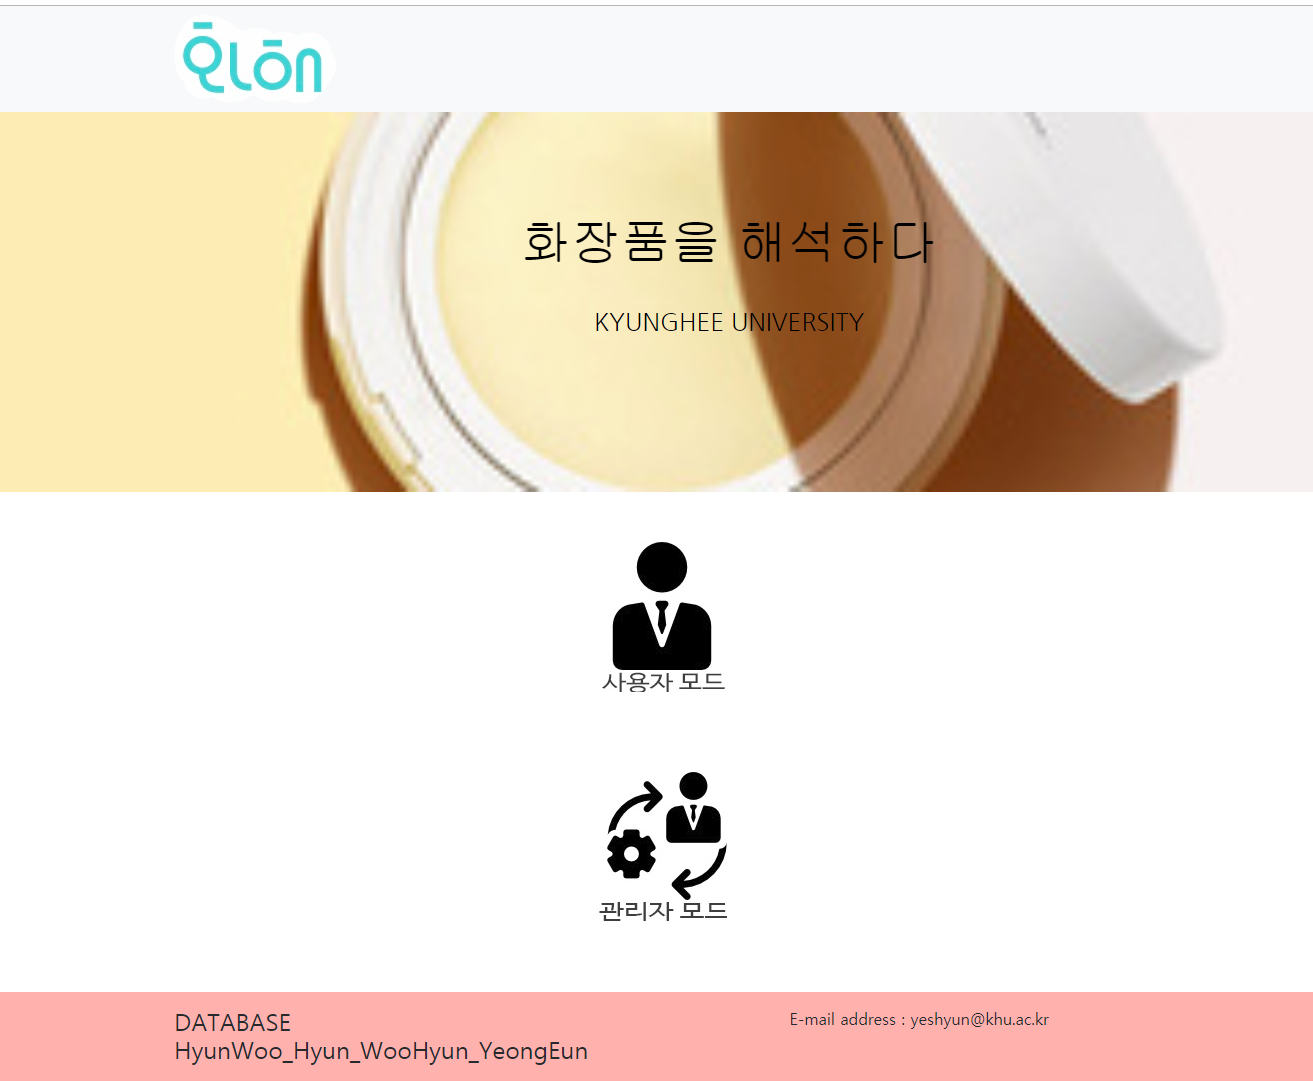 화장품을 해석하다
KYUNGHEE UNIVERSITY
사용자 모드
관리자 모드
DATABASE
HyunWoo_Hyun_WooHyun_YeongEun
E-mail address : yeshyun@khu.ac.kr